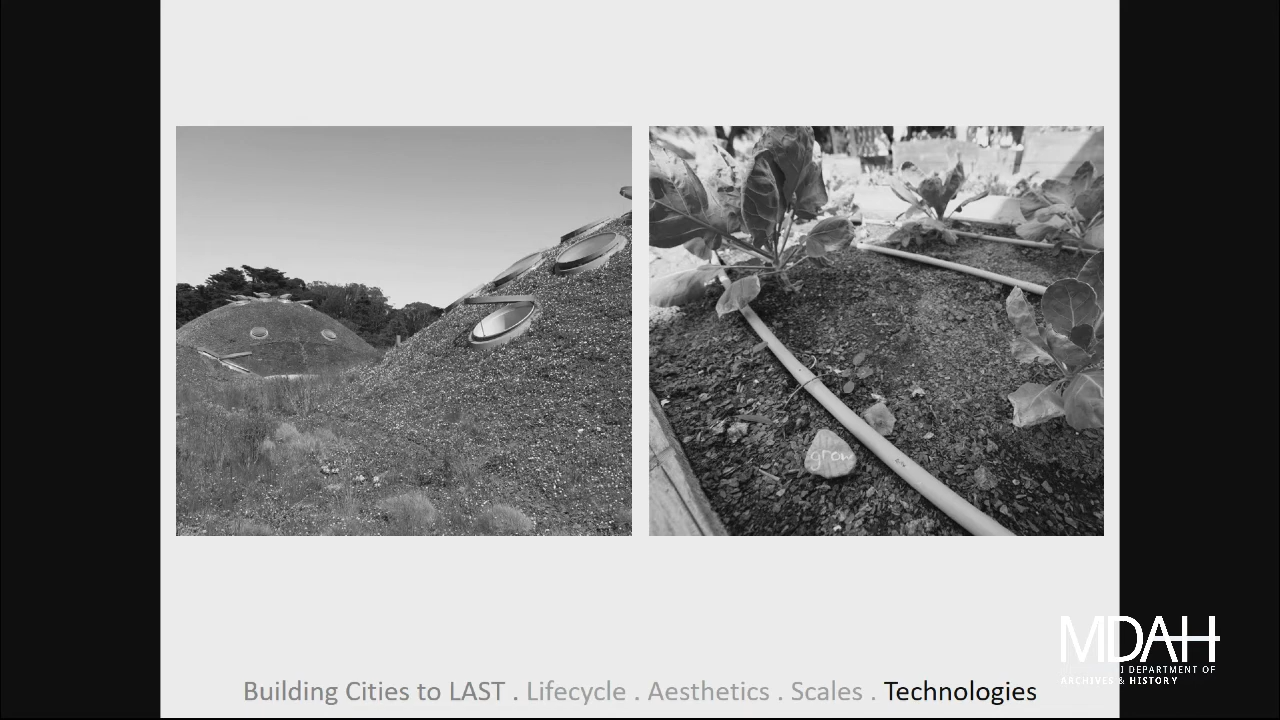 grow
MDAH
DEPARTMENT OF
ARCHIVES & HISTORY
Building Cities to LAST . Lifecycle . Aesthetics . Scales . Technologies